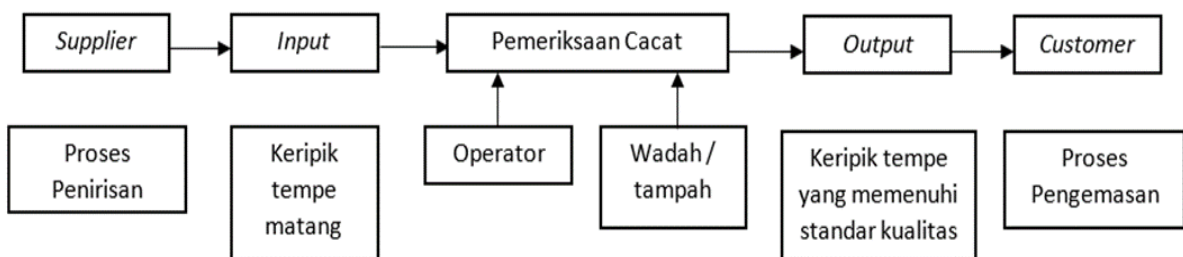 Supplier
Input
Pemeriksaan Cacat
Output
Customer
Proses
Penirisan
Keripik
tempe
matang
Operator
Wadah /
tampah
Keripik tempe
yang memenuhi
standar kualitas
Proses
Pengemasan